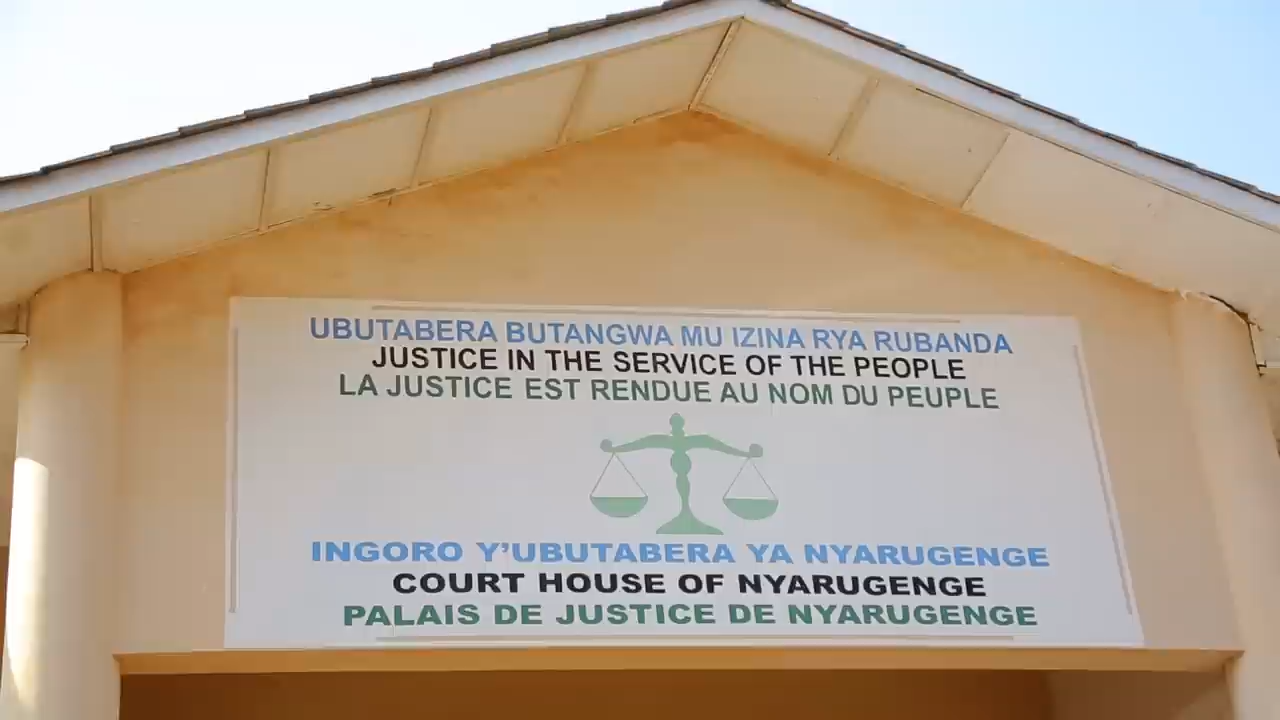 UBUTABERA BUTANGWA MU IZINA RYA RUBANDA
JUSTICE IN THE SERVICE OF THE PEOPLE
LA JUSTICE EST RENDUE AU NOM DU PEUPLE
INGORO Y'UBUTABERA YA NYARUGENGE
COURT HOUSE OF NYARUGENGE
PALAIS DE JUSTICE DE NYARUGENGE